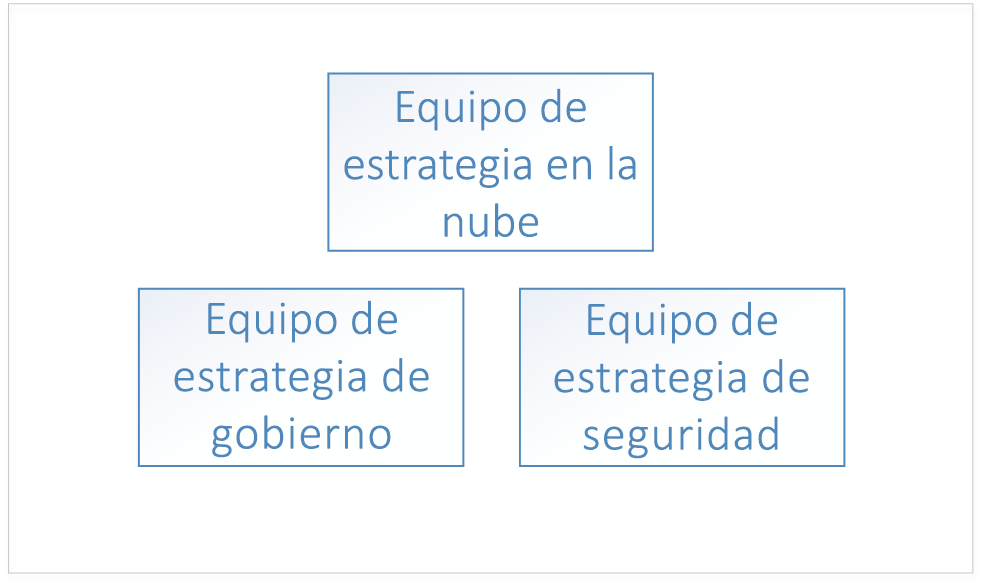 Equipo de
estrategia en la
nube
Equipo de
estrategia de
gobierno
Equipo de
estrategia de
seguridad